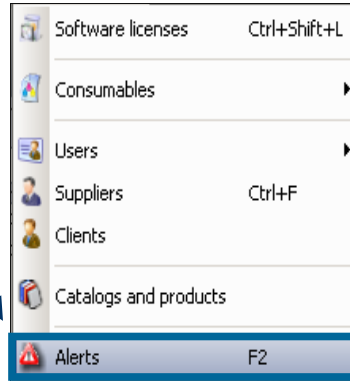 Software licenses Ctrl+Shift+L
Consumables
Users
Suppliers Ctrl+F
Clients
Catalogs and products
Alerts F2